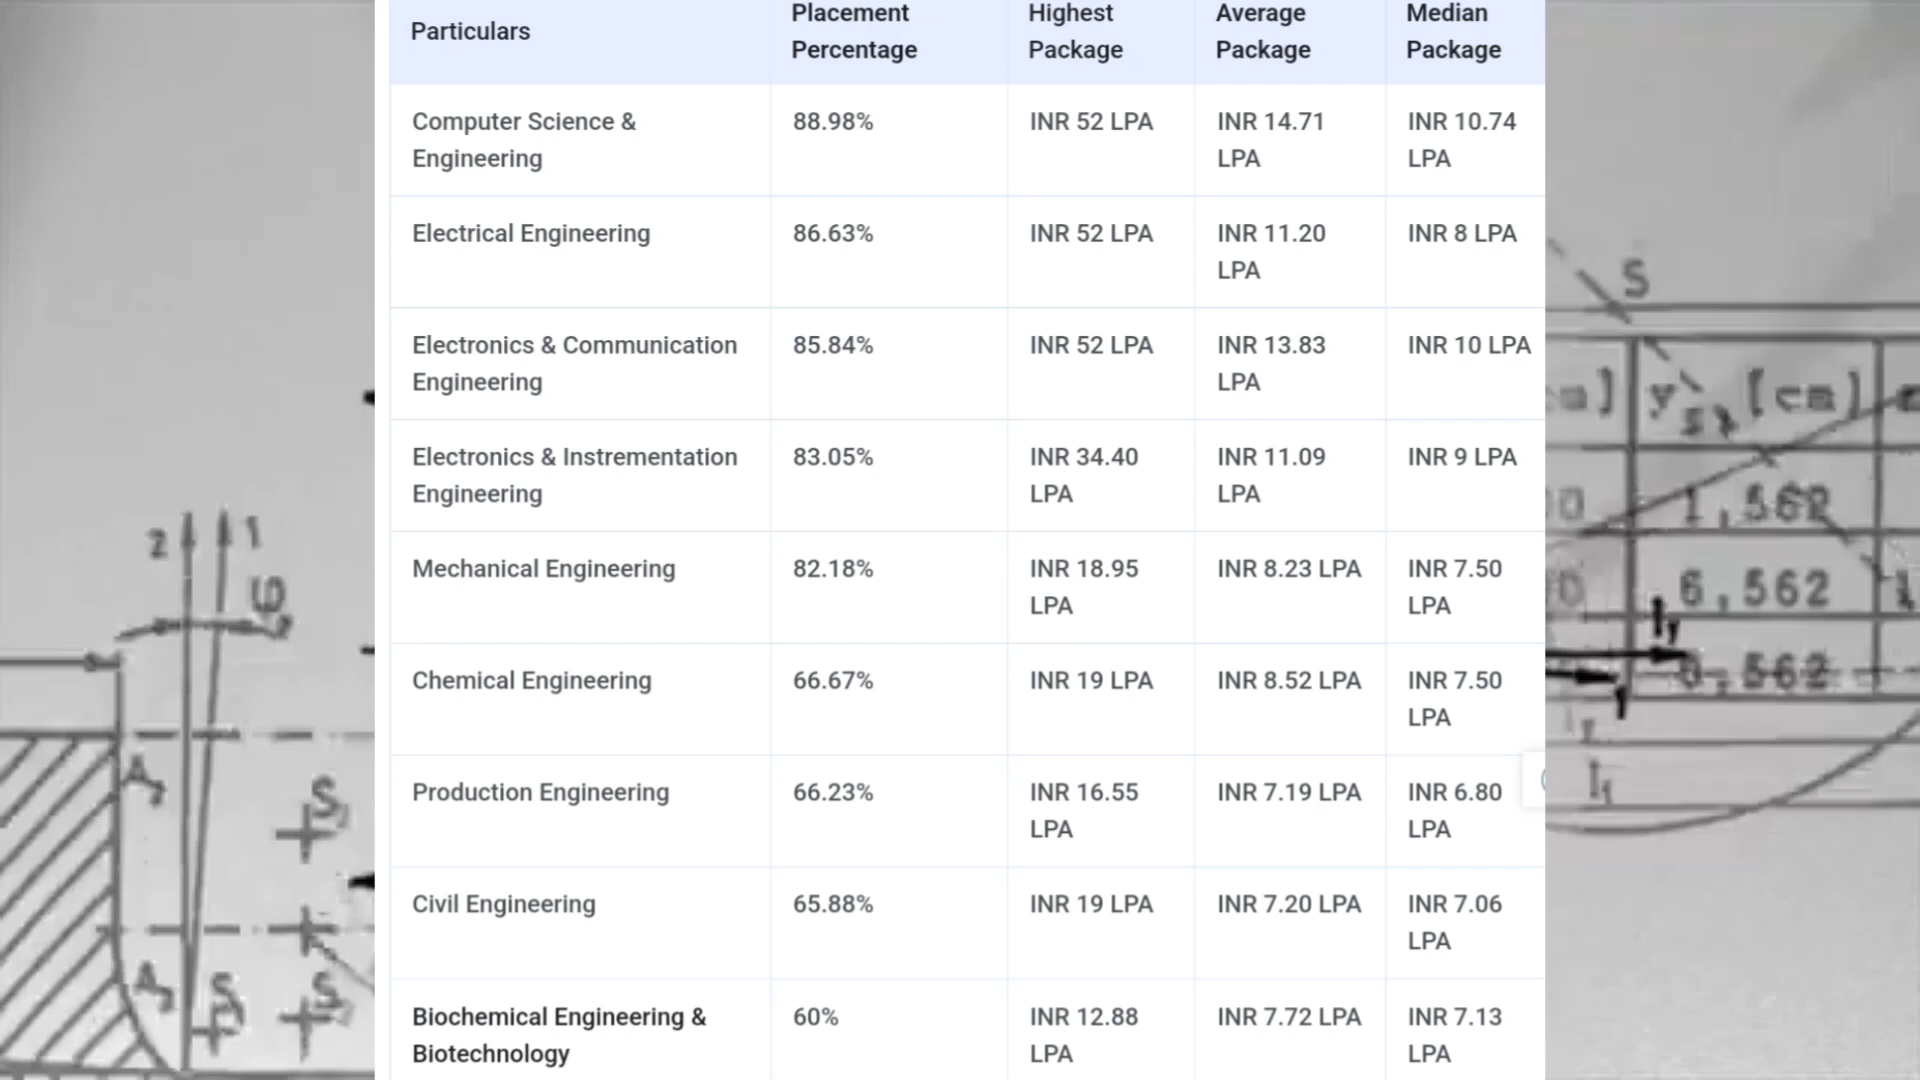 Particulars
Placement
Percentage
Highest
Package
Average
Package
Median
Package
Computer Science &
Engineering
88.98%
INR 52 LPA
INR 14.71
LPA
INR 10.74
LPA
Electrical Engineering
86.63%
INR 52 LPA
INR 11.20
LPA
INR 8 LPA
Electronics & Communication
Engineering
85.84%
INR 52 LPA
INR 13.83
LPA
INR 10 LPA
Electronics & Instrementation
Engineering
83.05%
INR 34.40
LPA
INR 11.09
LPA
INR 9 LPA
Mechanical Engineering
82.18%
INR 18.95
LPA
INR 8.23 LPA
INR 7.50
LPA
Chemical Engineering
66.67%
INR 19 LPA
INR 8.52 LPA
INR 7.50
LPA
Production Engineering
66.23%
INR 16.55
LPA
INR 7.19 LPA
INR 6.80
LPA
Civil Engineering
65.88%
INR 19 LPA
INR 7.20 LPA
INR 7.06
LPA
Biochemical Engineering &
Biotechnology
60%
INR 12.88
LPA
INR 7.72 LPA
INR 7.13
LPA
2
1
S
[cm]
1,562
6,562